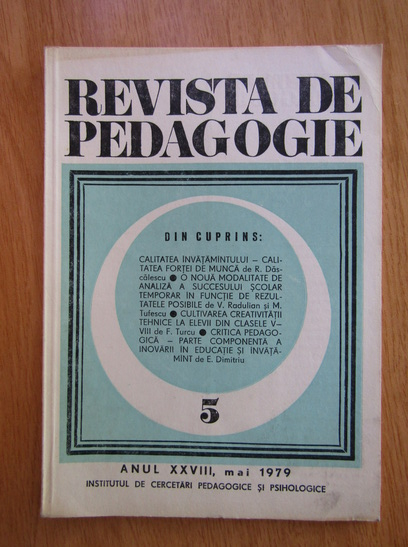 REVISTA DE
PEDAGOGIE
DIN CUPRINS:
CALITATEA ÎNVĂȚĂMÎNTULUI – CALI-
TATEA FORȚEI DE MUNCĂ de R. Dăs-
călescu ● O NOUĂ MODALITATE DE
ANALIZĂ A SUCCESULUI ȘCOLAR
TEMPORAR ÎN FUNCȚIE DE REZUL-
TATELE POSIBILE de V. Radulian și M.
Tufescu ● CULTIVAREA CREATIVITĂȚII
TEHNICE LA ELEVII DIN CLASELE V–
VIII de F. Turcu ● CRITICA PEDAGO-
GICĂ – PARTE COMPONENTĂ A
INOVĂRII ÎN EDUCAȚIE ȘI ÎNVĂȚĂ-
MÎNT de E. Dimitriu
5
ANUL XXVIII, mai 1979
INSTITUTUL DE CERCETĂRI PEDAGOGICE ȘI PSIHOLOGICE